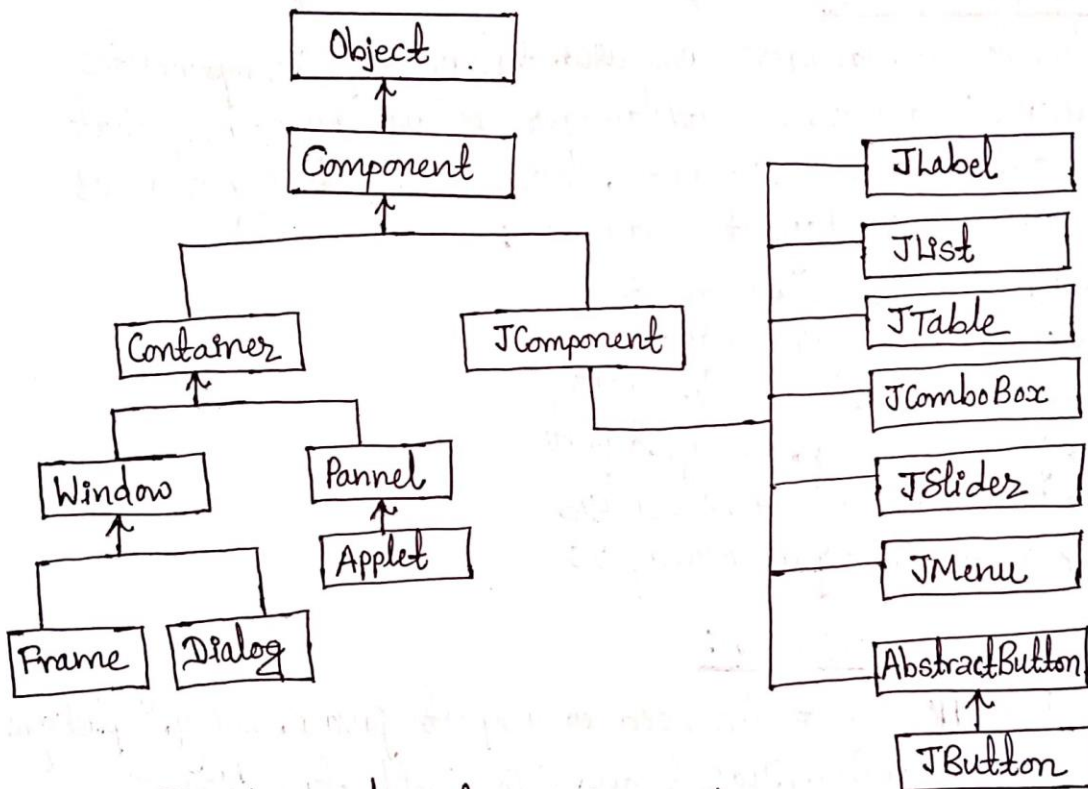 Object
Component
JLabel
JList
JTable
JComboBox
JSlider
JMenu
AbstractButton
JButton
Container
JComponent
Window
Pannel
Applet
Frame
Dialog